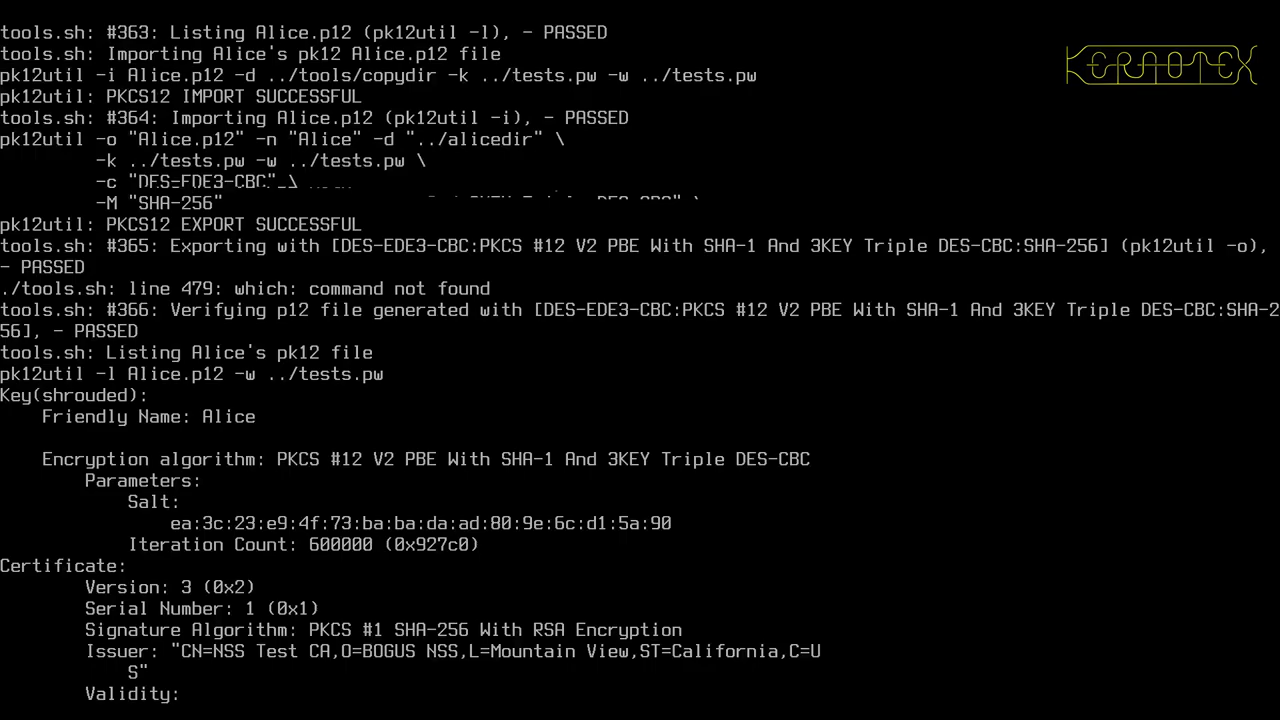 tools.sh: #363: Listing Alice.p12 (pk12util -l), - PASSED
tools.sh: Importing Alice's pk12 Alice.p12 file
pk12util -i Alice.p12 -d ../tools/copydir -k ../tests.pw -w ../tests.pw
pk12util: PKCS12 IMPORT SUCCESSFUL
tools.sh: #364: Importing Alice.p12 (pk12util -i), - PASSED
pk12util -o "Alice.p12" -n "Alice" -d "../alicedir" \
-k ../tests.pw -w ../tests.pw \
-c "DES-EDE3-CBC" \
-M "SHA-256"
pk12util: PKCS12 EXPORT SUCCESSFUL
tools.sh: #365: Exporting with [DES-EDE3-CBC:PKCS #12 V2 PBE With SHA-1 And 3KEY Triple DES-CBC:SHA-256] (pk12util -o),
- PASSED
./tools.sh: line 479: which: command not found
tools.sh: #366: Verifying p12 file generated with [DES-EDE3-CBC:PKCS #12 V2 PBE With SHA-1 And 3KEY Triple DES-CBC:SHA-2
56], - PASSED
tools.sh: Listing Alice's pk12 file
pk12util -l Alice.p12 -w ../tests.pw
Key(shrouded):
Friendly Name: Alice
Encryption algorithm: PKCS #12 V2 PBE With SHA-1 And 3KEY Triple DES-CBC
Parameters:
Salt:
ea:3c:23:e9:4f:73:ba:ba:da:ad:80:9e:6c:d1:5a:90
Iteration Count: 600000 (0x927c0)
Certificate:
Version: 3 (0x2)
Serial Number: 1 (0x1)
Signature Algorithm: PKCS #1 SHA-256 With RSA Encryption
Issuer: "CN=NSS Test CA,O=BOGUS NSS,L=Mountain View,ST=California,C=U
S"
Validity: